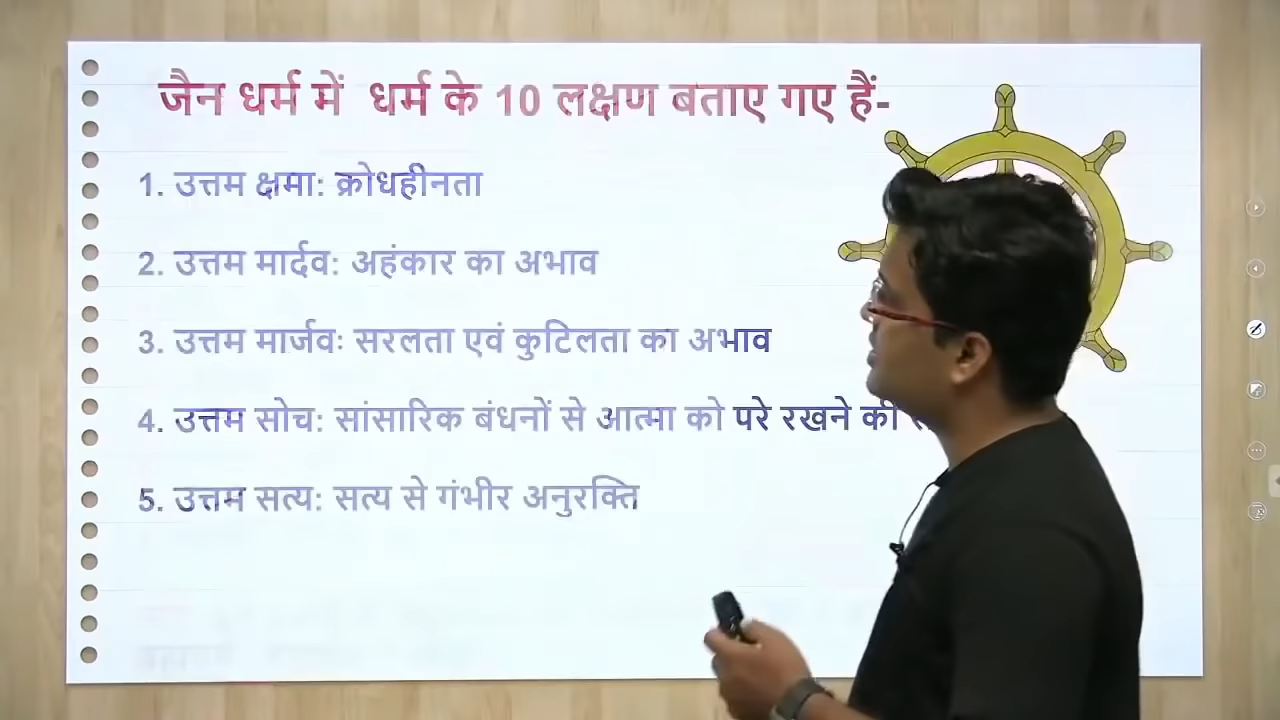 जैन धर्म में धर्म के 10 लक्षण बताए गए हैं-
1. उत्तम क्षमा: क्रोधहीनता
2. उत्तम मार्दव: अहंकार का अभाव
3. उत्तम मार्जवः सरलता एवं कुटिलता का अभाव
4. उत्तम सोच: सांसारिक बंधनों से आत्मा को परे रखने की
5. उत्तम सत्य: सत्य से गंभीर अनुरक्ति